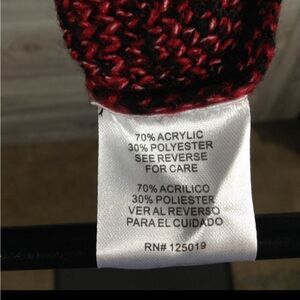 70% ACRYLIC
30% POLYESTER
SEE REVERSE
FOR CARE
70% ACRILICO
30% POLIESTER
VER AL REVERSO
PARA EL CUIDADO
RN# 125019